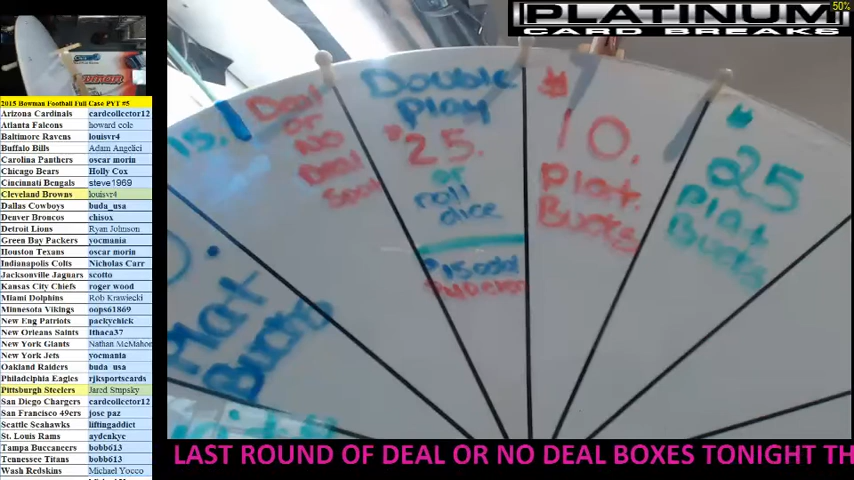 50%
PLATINUM
CARD BREAKS
2015 Bowman Football Full Case PYT #5
Arizona Cardinals cardcollector12
Atlanta Falcons howard cole
Baltimore Ravens louisvr4
Buffalo Bills Adam Angelici
Carolina Panthers oscar morin
Chicago Bears Holly Cox
Cincinnati Bengals steve1969
Cleveland Browns louisvr4
Dallas Cowboys buda_usa
Denver Broncos chisox
Detroit Lions Ryan Johnson
Green Bay Packers yocmania
Houston Texans oscar morin
Indianapolis Colts Nicholas Carr
Jacksonville Jaguars scotto
Kansas City Chiefs roger wood
Miami Dolphins Rob Krawiecki
Minnesota Vikings oops61869
New Eng Patriots packychick
New Orleans Saints Ithaca37
New York Giants Nathan McMahon
New York Jets yocmania
Oakland Raiders buda_usa
Philadelphia Eagles rjksportscards
Pittsburgh Steelers Jared Stupsky
San Diego Chargers cardcollector12
San Francisco 49ers jose paz
Seattle Seahawks liftingaddict
St. Louis Rams aydenkye
Tampa Buccaneers bobb613
Tennessee Titans bobb613
Wash Redskins Michael Yocco
15.
Deal
or
No
Deal
Spot
Double
Play
$25.
or
roll
dice
10.
Plat.
Bucks
25
Plat
Bucks
Plat
Bucks
LAST ROUND OF DEAL OR NO DEAL BOXES TONIGHT TH